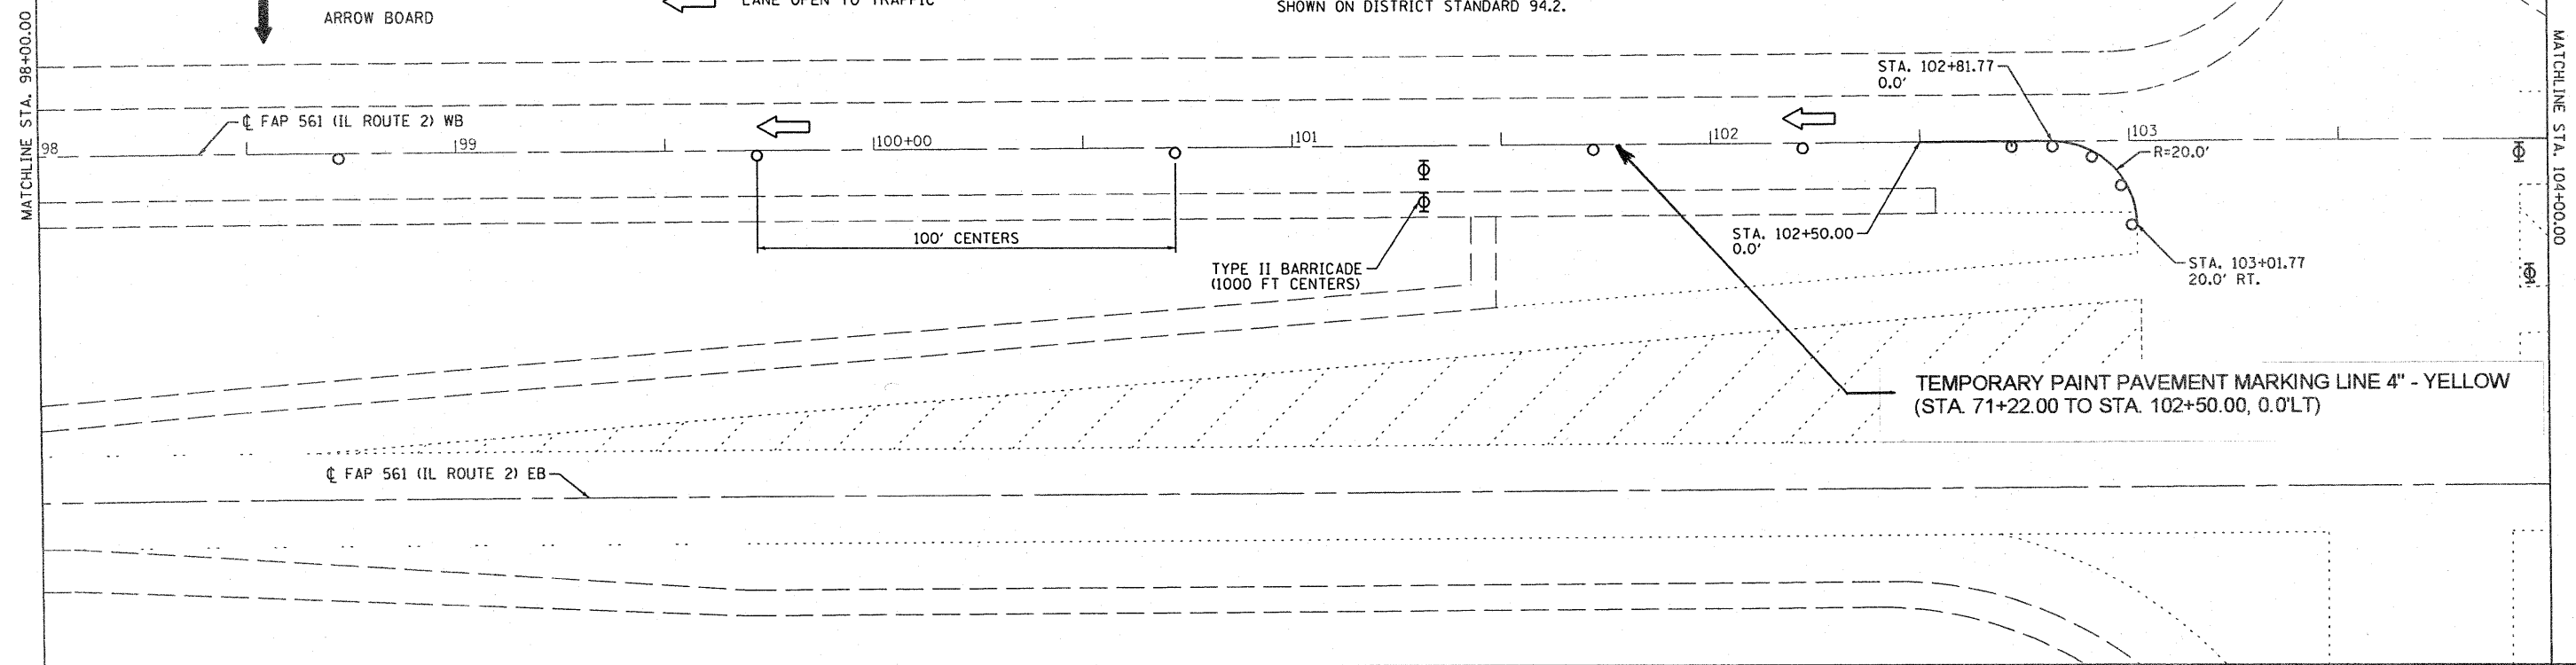 ARROW BOARD
LANE OPEN TO TRAFFIC
SHOWN ON DISTRICT STANDARD 94.2.
MATCHLINE STA. 98+00.00
MATCHLINE STA. 104+00.00
STA. 102+81.77
0.0'
℄ FAP 561 (IL ROUTE 2) WB
98
99
100+00
101
102
103
R=20.0'
100' CENTERS
STA. 102+50.00
0.0'
TYPE II BARRICADE
(1000 FT CENTERS)
STA. 103+01.77
20.0' RT.
TEMPORARY PAINT PAVEMENT MARKING LINE 4" - YELLOW
(STA. 71+22.00 TO STA. 102+50.00, 0.0'LT)
℄ FAP 561 (IL ROUTE 2) EB